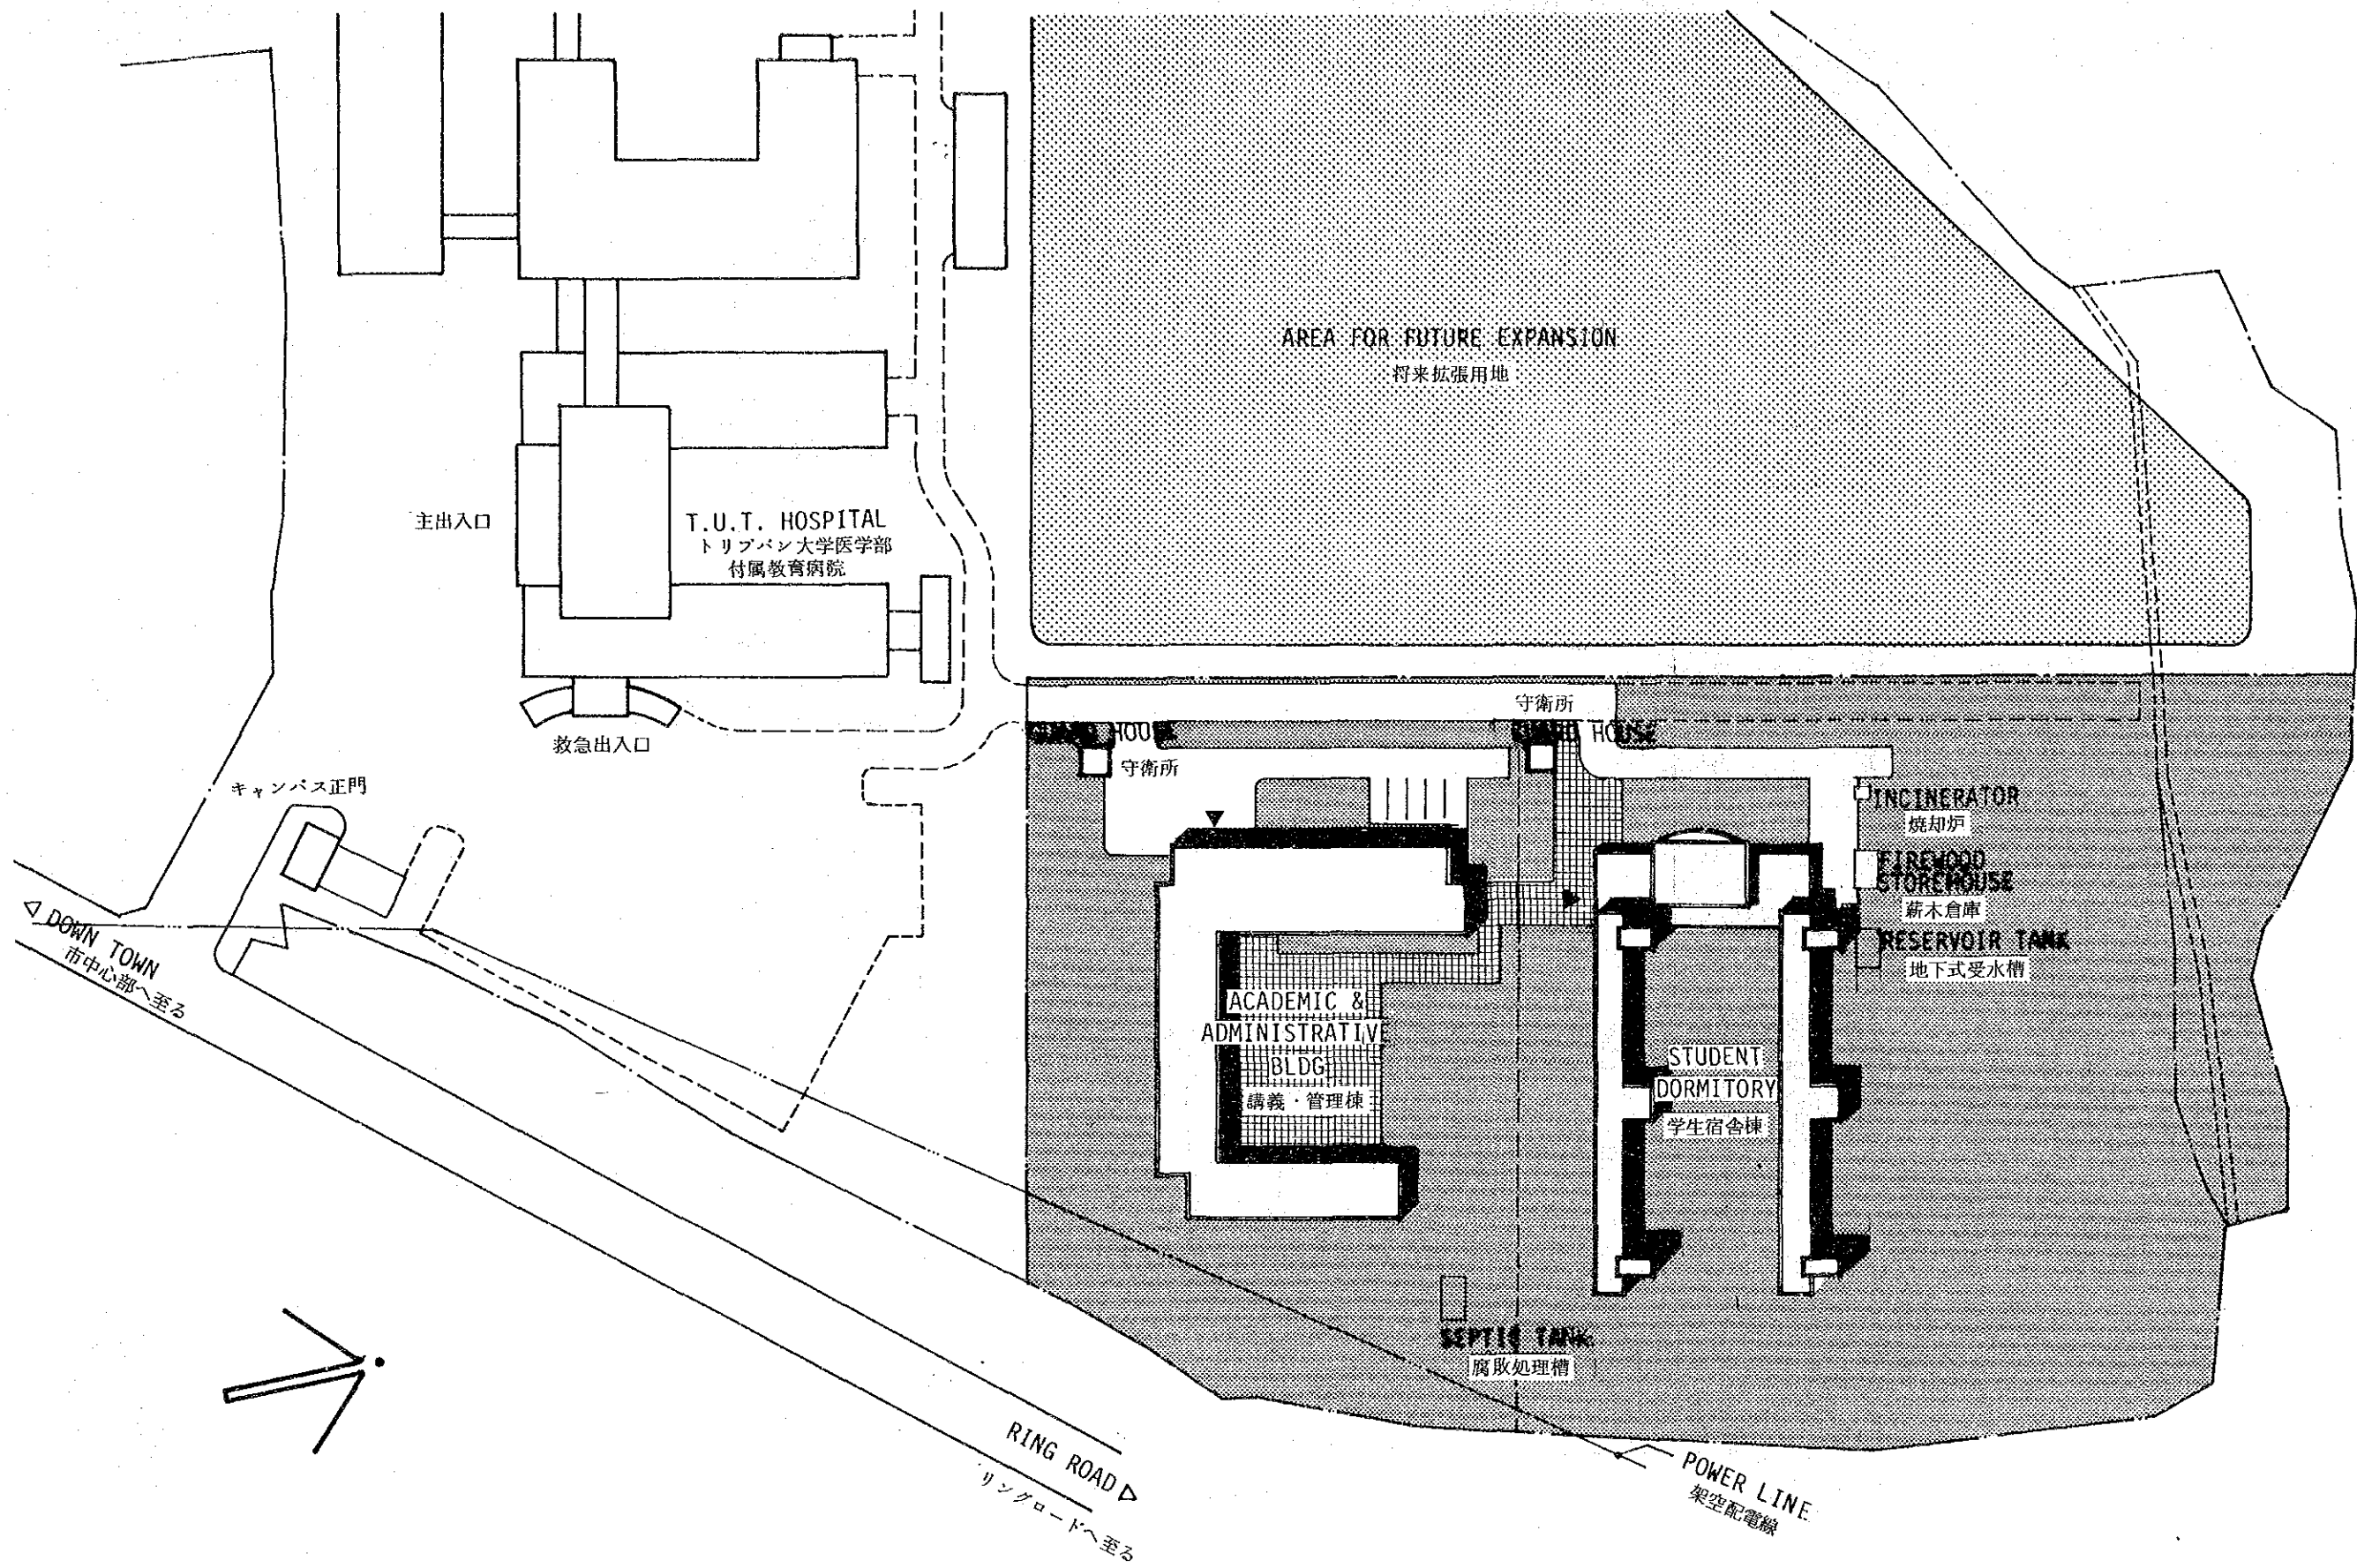 AREA FOR FUTURE EXPANSION
将来拡張用地
主出入口
T.U.T. HOSPITAL
トリブバン大学医学部
付属教育病院
救急出入口
キャンパス正門
守衛所
GUARD HOUSE
HOUSE
守衛所
INCINERATOR
焼却炉
FIREWOOD
STOREHOUSE
薪木倉庫
RESERVOIR TANK
地下式受水槽
DOWN TOWN
市中心部へ至る
ACADEMIC &
ADMINISTRATIVE
BLDG
講義・管理棟
STUDENT
DORMITORY
学生宿舎棟
SEPTIC TANK
腐敗処理槽
RING ROAD
リングロードへ至る
POWER LINE
架空配電線